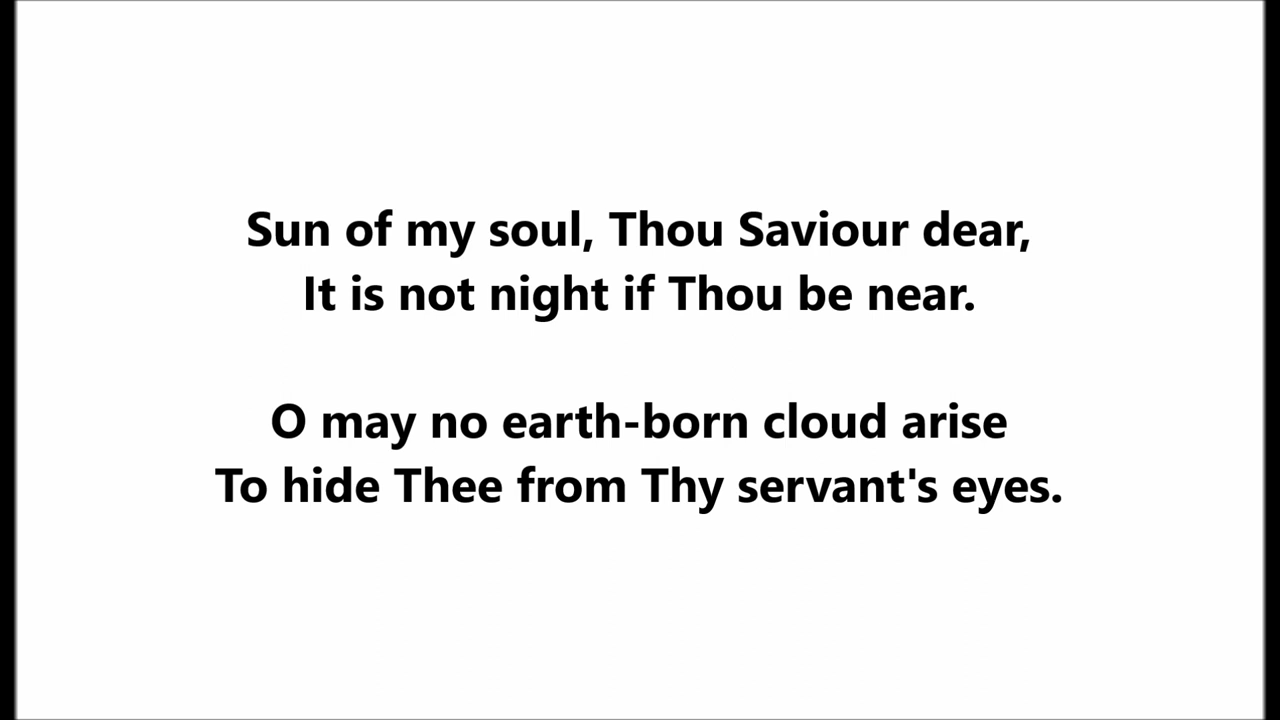 Sun of my soul, Thou Saviour dear,
It is not night if Thou be near.
O may no earth-born cloud arise
To hide Thee from Thy servant's eyes.